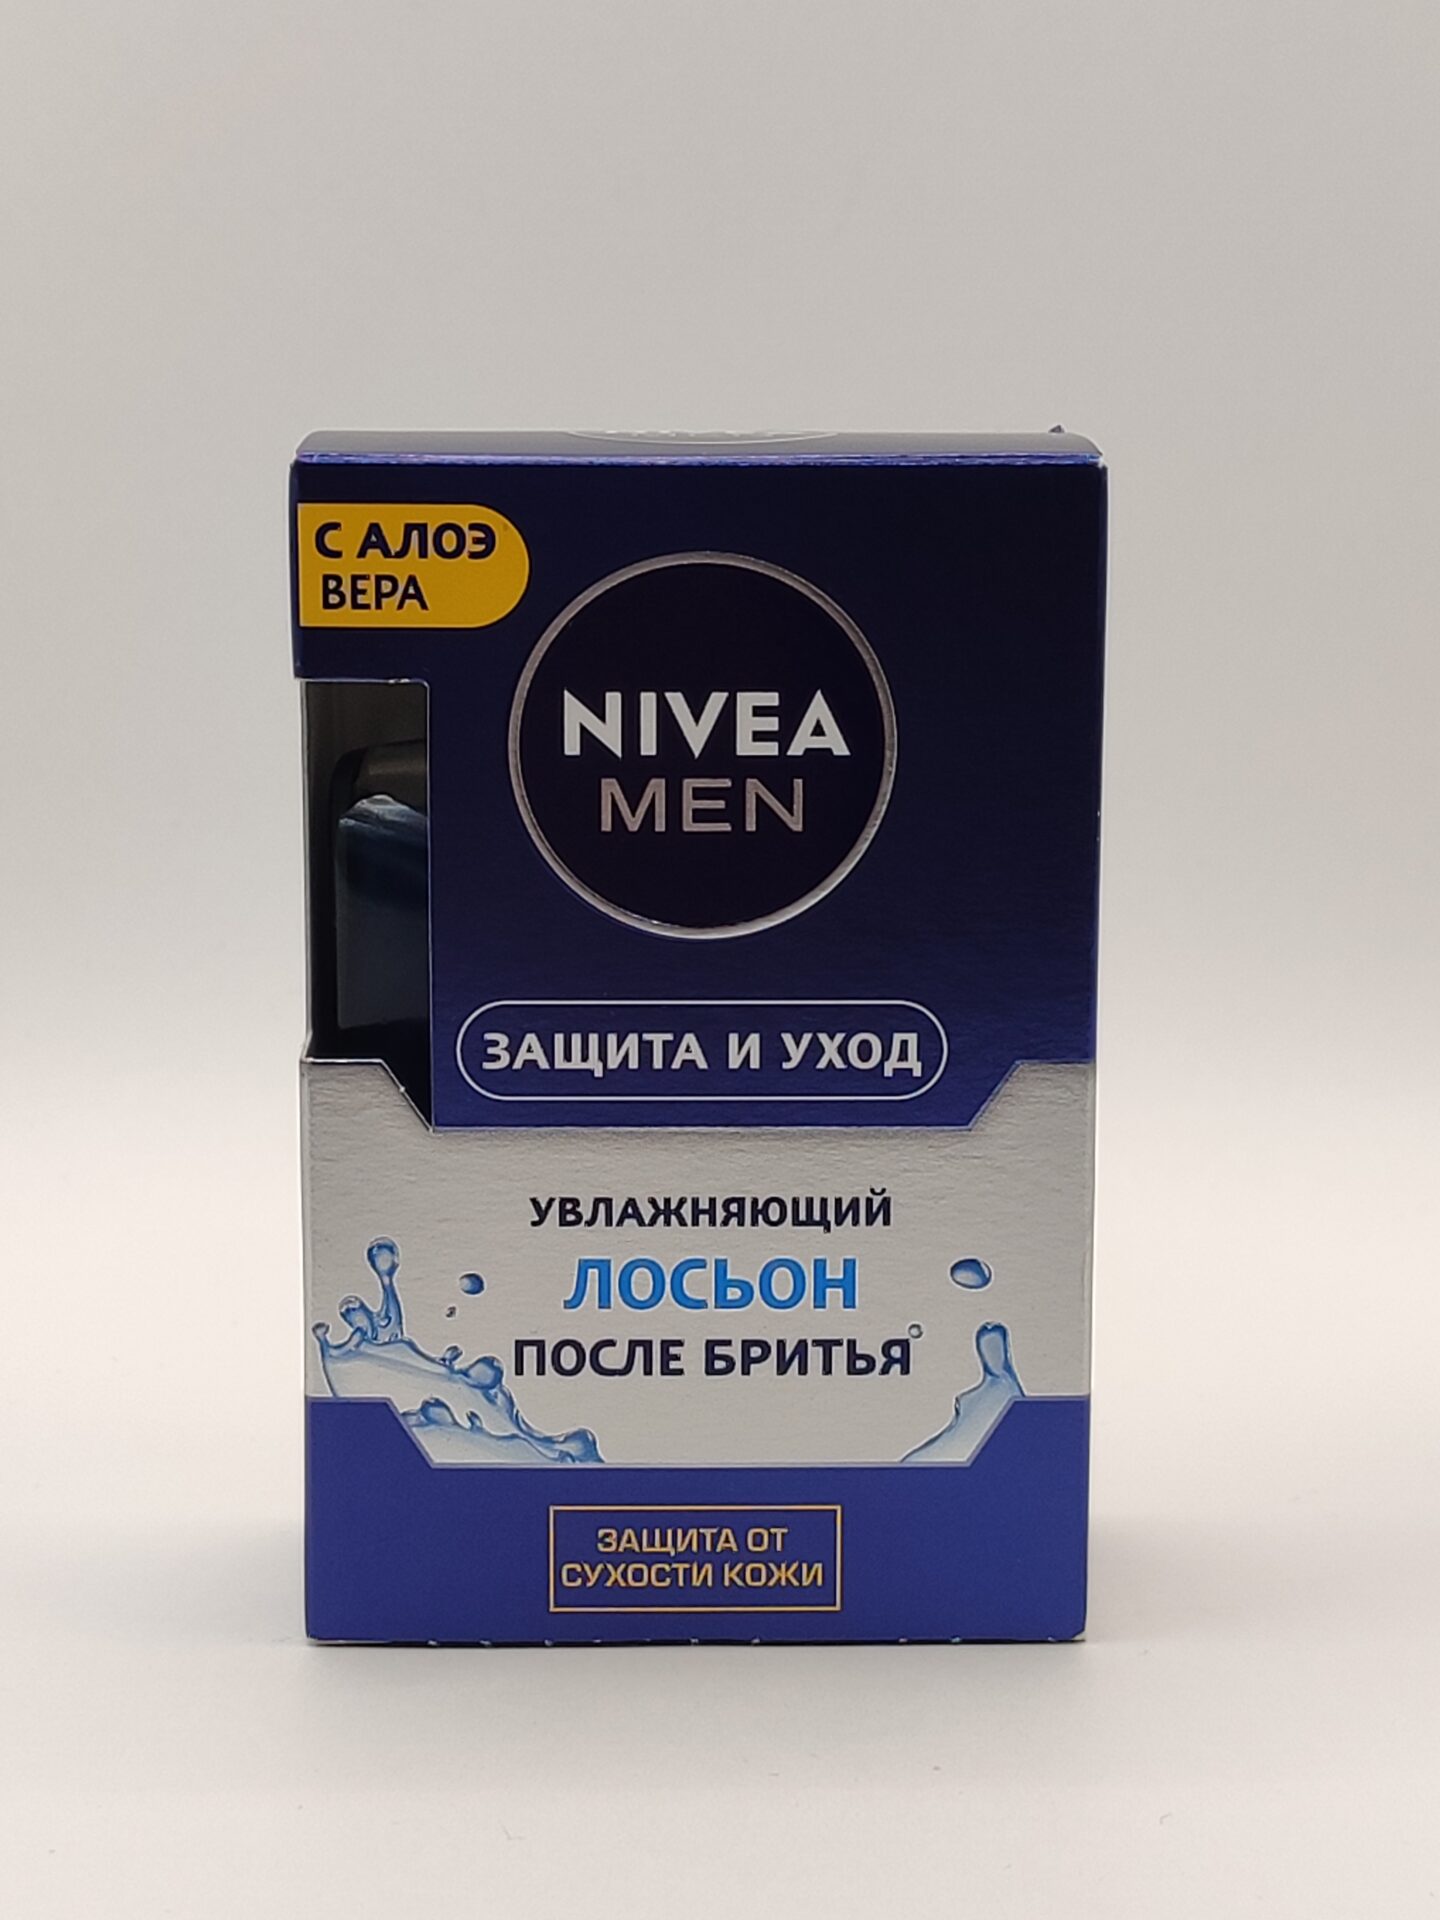 С АЛОЭ
ВЕРА
NIVEA
MEN
ЗАЩИТА И УХОД
УВЛАЖНЯЮЩИЙ
ЛОСЬОН
ПОСЛЕ БРИТЬЯ
ЗАЩИТА ОТ
СУХОСТИ КОЖИ